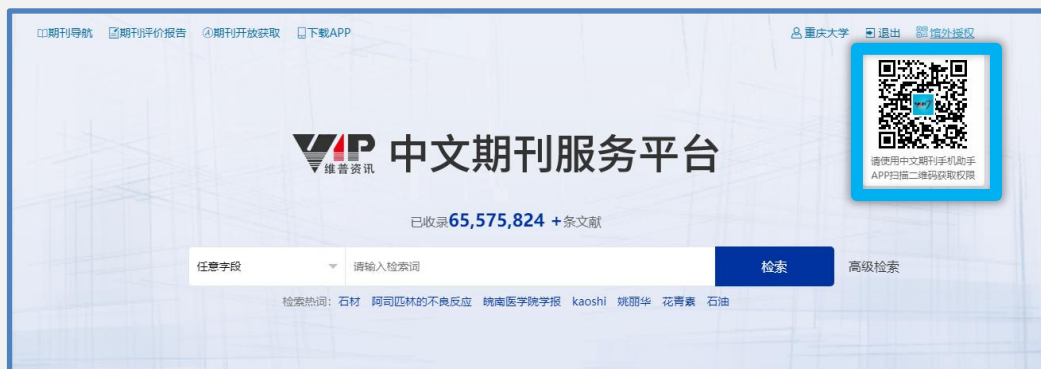 期刊导航 期刊评价报告 期刊开放获取 下载APP 重庆大学 退出 馆外授权
请使用中文期刊手机助手
APP扫描二维码获取权限
VIP 维普资讯 中文期刊服务平台
已收录65,575,824 +条文献
任意字段 请输入检索词 检索 高级检索
检索热词: 石材 阿司匹林的不良反应 皖南医学院学报 kaoshi 姚丽华 花青素 石油